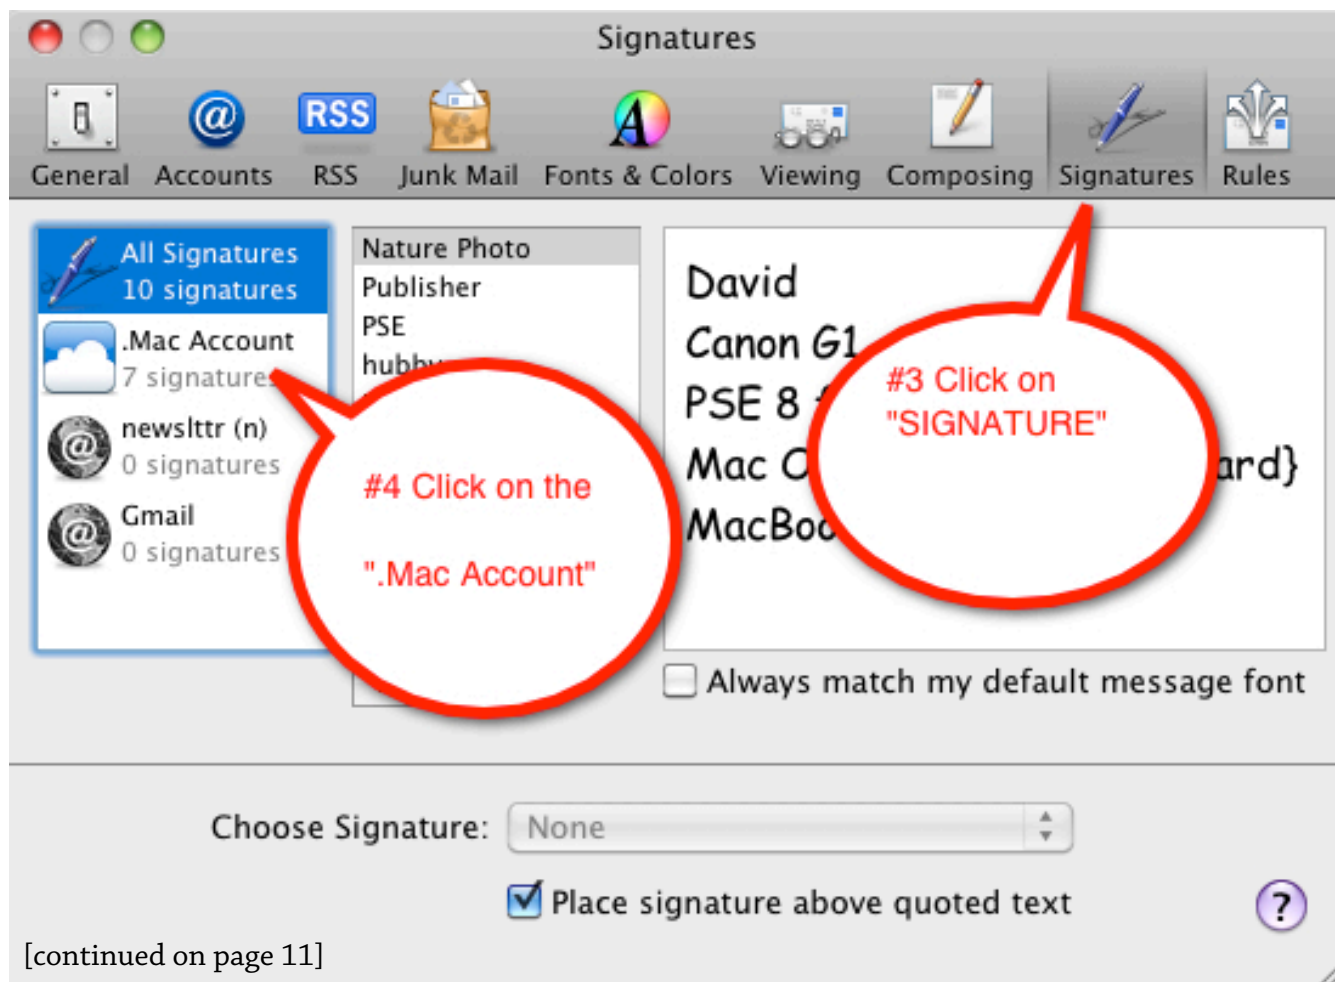 Signatures
RSS
General Accounts RSS Junk Mail Fonts & Colors Viewing Composing Signatures Rules
All Signatures
10 signatures
.Mac Account
7 signatures
newslttr (n)
0 signatures
Gmail
0 signatures
Nature Photo
Publisher
PSE
#4 Click on the
".Mac Account"
David
Canon G1
PSE 8
Mac
#3 Click on
"SIGNATURE"
Always match my default message font
Choose Signature: None
Place signature above quoted text
?
[continued on page 11]